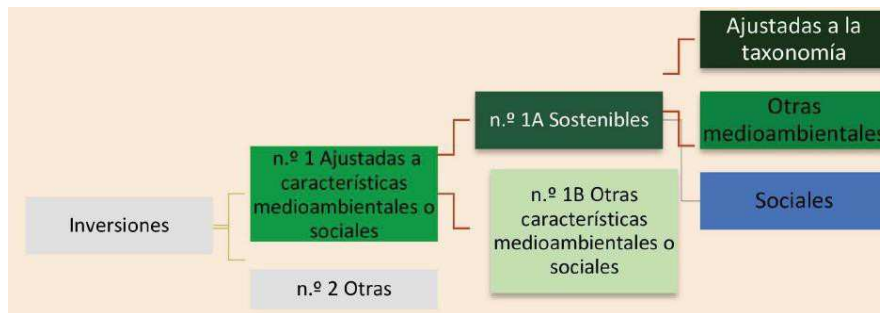 Inversiones
n.º 1 Ajustadas a
características
medioambientales o
sociales
n.º 2 Otras
n.º 1A Sostenibles
n.º 1B Otras
características
medioambientales o
sociales
Ajustadas a la
taxonomía
Otras
medioambientales
Sociales